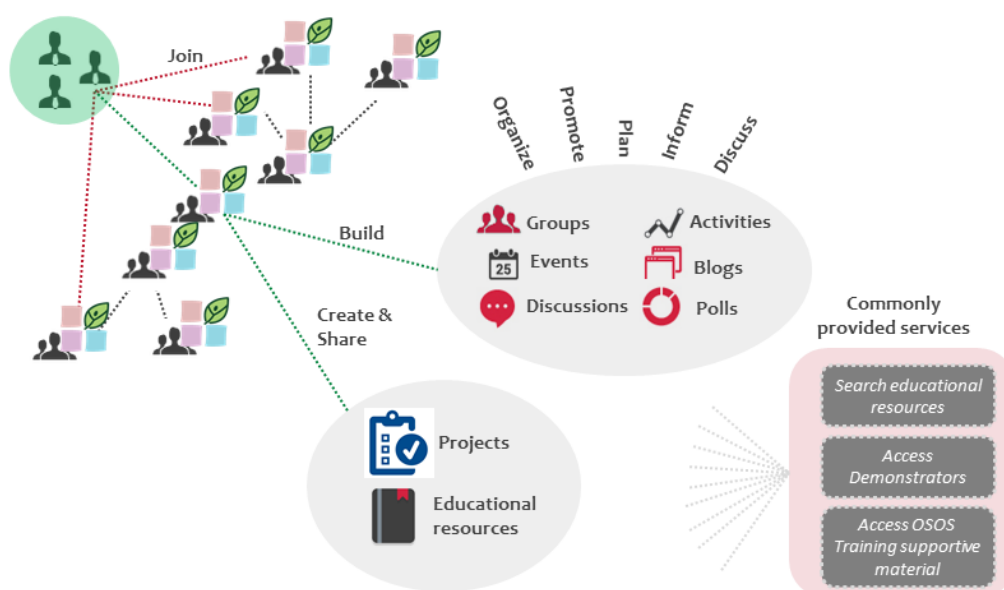 Join
Organize
Promote
Plan
Inform
Discuss
Build
Groups
Activities
25
Events
Blogs
Discussions
Polls
Create &
Share
Projects
Educational
resources
Commonly
provided services
Search educational
resources
Access
Demonstrators
Access OSOS
Training supportive
material